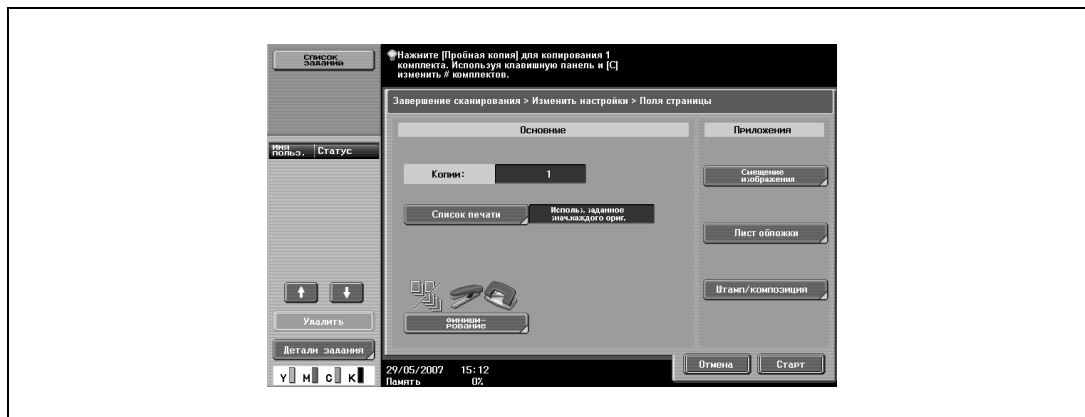 Список
заданий
Нажмите [Пробная копия] для копирования 1
комплекта. Используя клавишную панель и [C]
изменить # комплектов.
Завершение сканирования > Изменить настройки > Поля страницы
Основные
Приложения
Имя
польз.
Статус
Копии:
1
Смещение
изображения
Список печати
Использ. заданное
знач.каждого ориг.
Лист обложки
Штамп/композиция
Финиши-
рование
Удалить
Детали задания
Отмена
Старт
29/05/2007 15:12
Память 0%
Y M C K